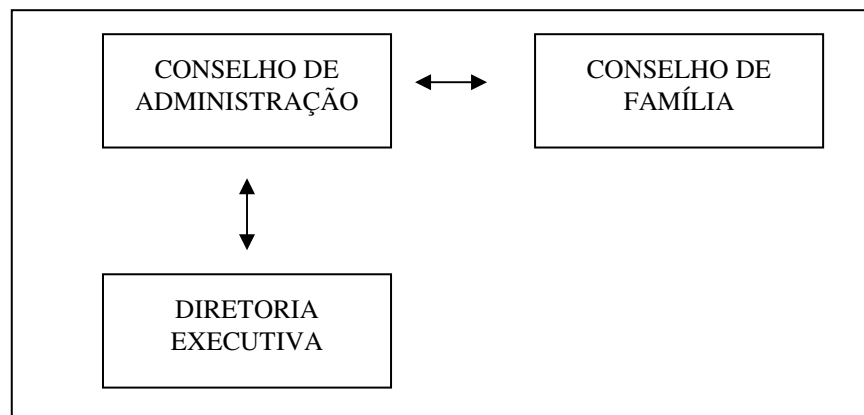 CONSELHO DE
ADMINISTRAÇÃO
CONSELHO DE
FAMÍLIA
DIRETORIA
EXECUTIVA